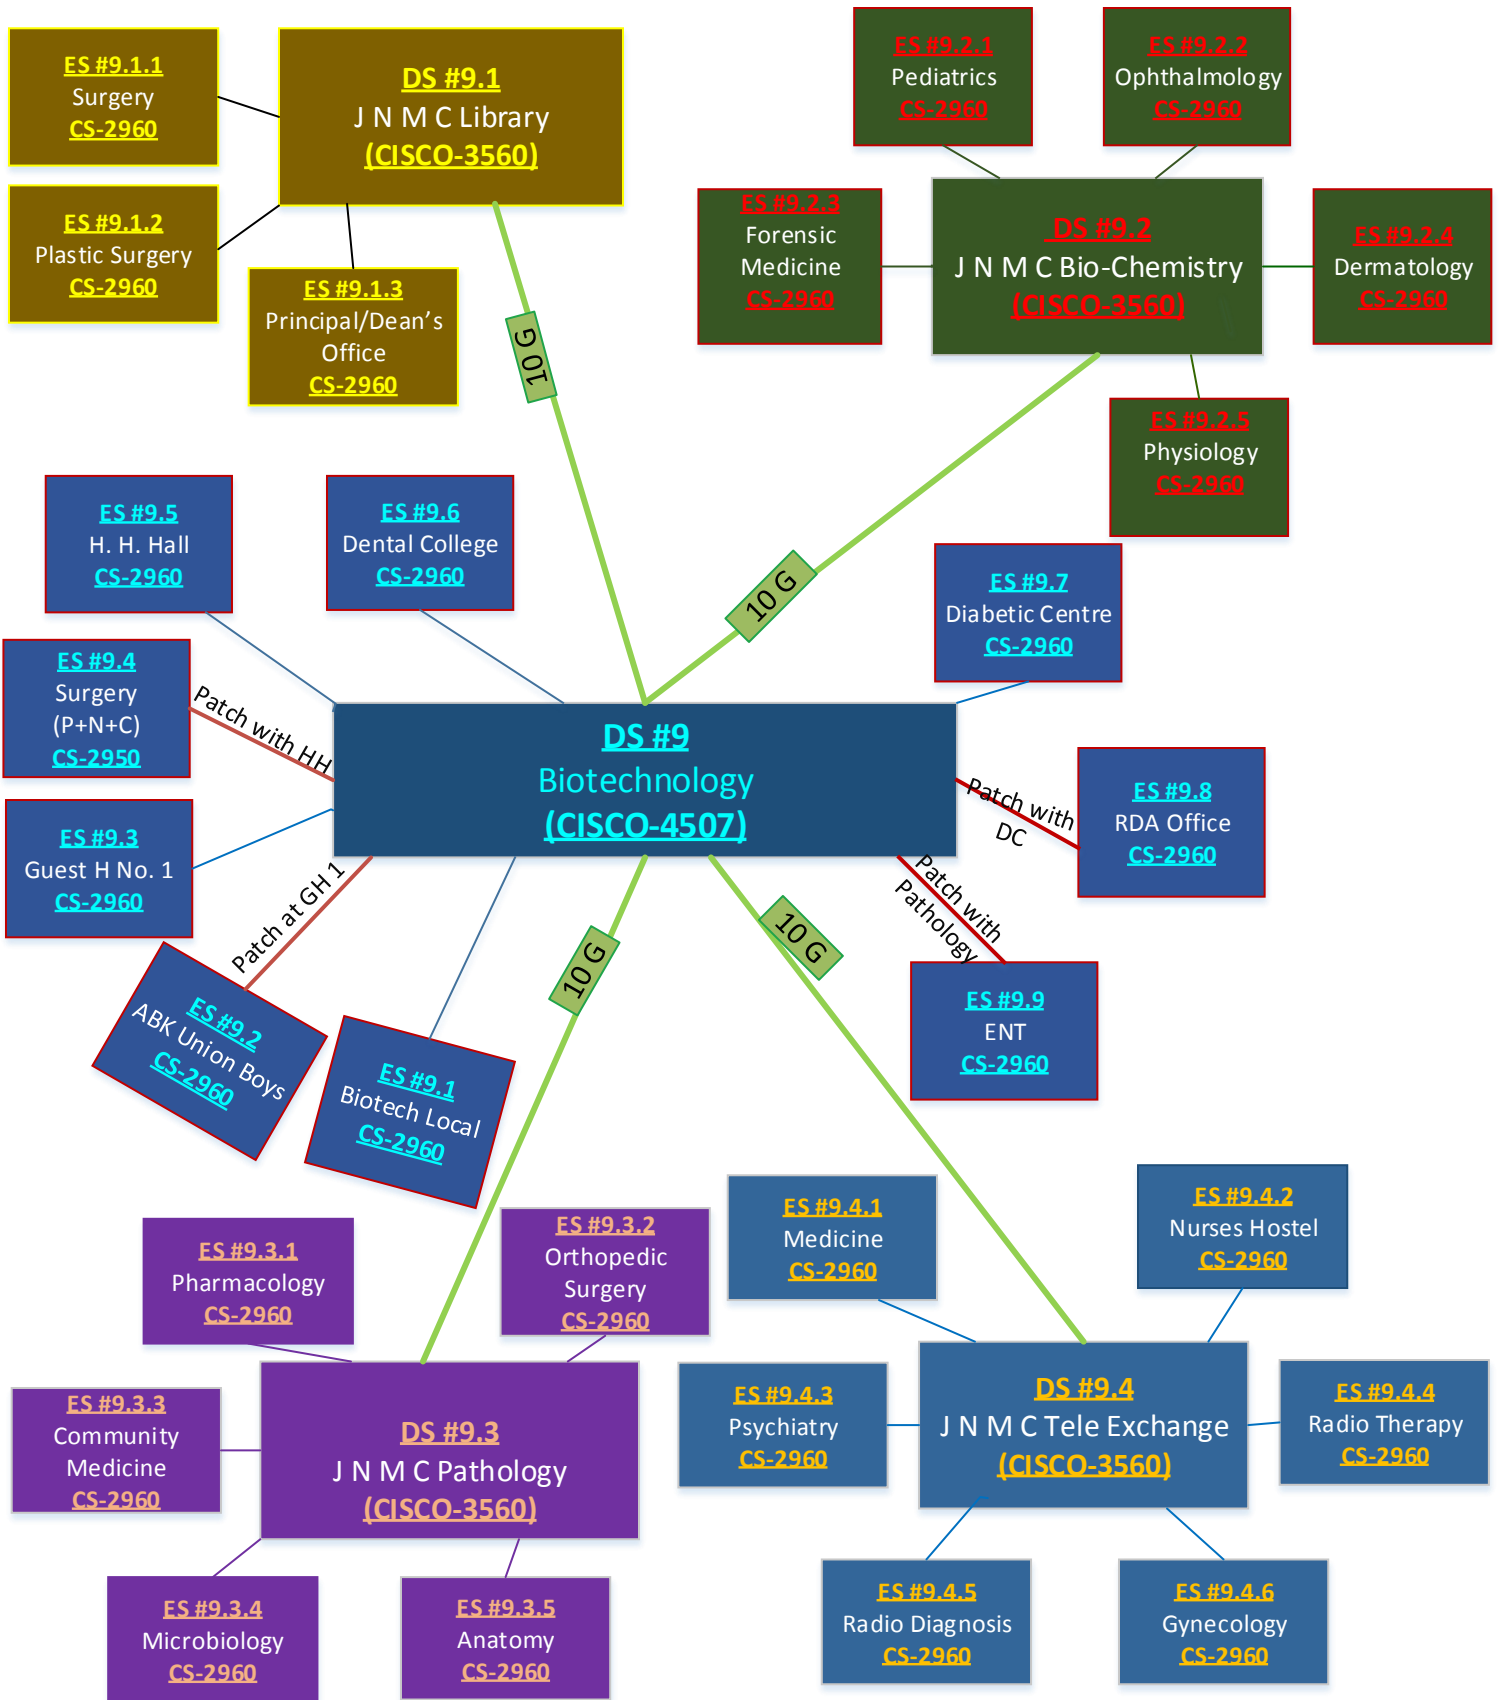 ES #9.1.1
Surgery
CS-2960
DS #9.1
J N M C Library
(CISCO-3560)
ES #9.1.2
Plastic Surgery
CS-2960
ES #9.1.3
Principal/Dean's
Office
CS-2960
10 G
ES #9.2.1
Pediatrics
CS-2960
ES #9.2.2
Ophthalmology
CS-2960
ES #9.2.3
Forensic
Medicine
CS-2960
DS #9.2
J N M C Bio-Chemistry
(CISCO-3560)
ES #9.2.4
Dermatology
CS-2960
ES #9.2.5
Physiology
CS-2960
10 G
ES #9.5
H. H. Hall
CS-2960
ES #9.6
Dental College
CS-2960
ES #9.7
Diabetic Centre
CS-2960
ES #9.4
Surgery
(P+N+C)
CS-2950
Patch with HH
DS #9
Biotechnology
(CISCO-4507)
Patch with
DC
ES #9.8
RDA Office
CS-2960
ES #9.3
Guest H No. 1
CS-2960
Patch at GH 1
Patch with
Pathology
ES #9.2
ABK Union Boys
CS-2960
ES #9.1
Biotech Local
CS-2960
10 G
10 G
ES #9.9
ENT
CS-2960
ES #9.3.1
Pharmacology
CS-2960
ES #9.3.2
Orthopedic
Surgery
CS-2960
ES #9.3.3
Community
Medicine
CS-2960
DS #9.3
J N M C Pathology
(CISCO-3560)
ES #9.3.4
Microbiology
CS-2960
ES #9.3.5
Anatomy
CS-2960
ES #9.4.1
Medicine
CS-2960
ES #9.4.2
Nurses Hostel
CS-2960
ES #9.4.3
Psychiatry
CS-2960
DS #9.4
J N M C Tele Exchange
(CISCO-3560)
ES #9.4.4
Radio Therapy
CS-2960
ES #9.4.5
Radio Diagnosis
CS-2960
ES #9.4.6
Gynecology
CS-2960